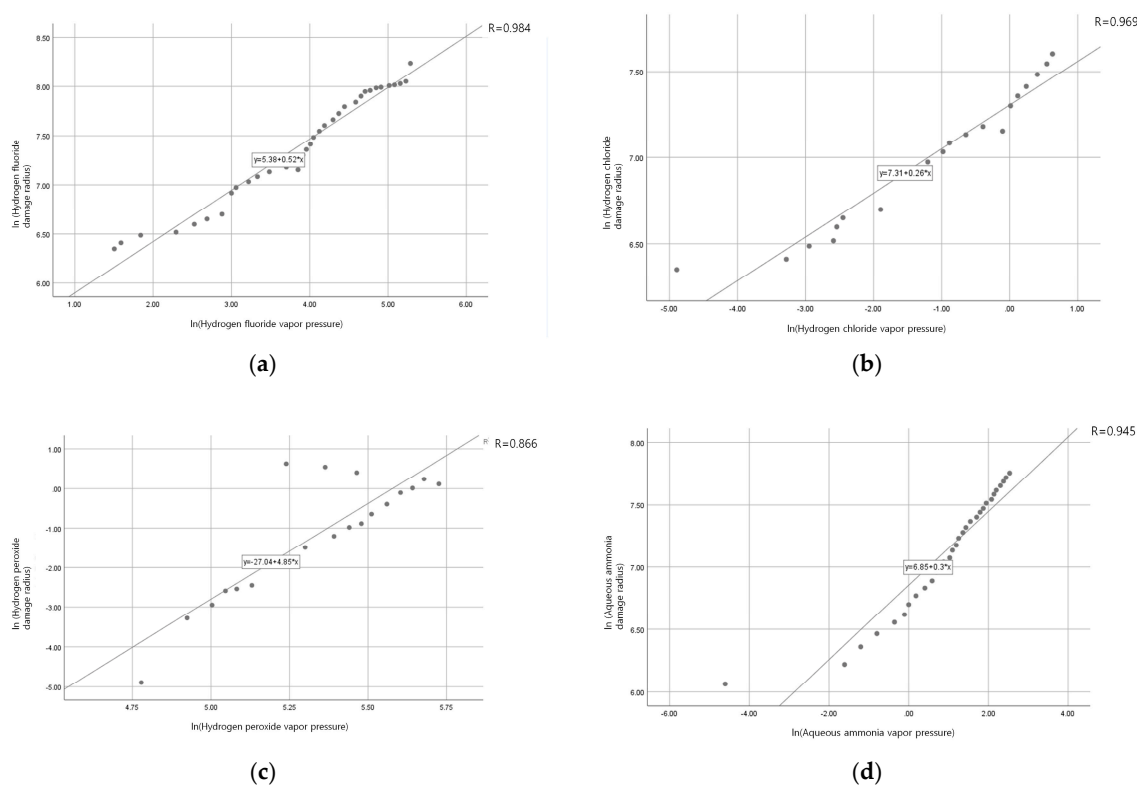 R=0.984
8.50
8.00
7.50
7.00
6.50
6.00
ln (Hydrogen fluoride
damage radius)
y=5.38+0.52*x
1.00 2.00 3.00 4.00 5.00 6.00
ln(Hydrogen fluoride vapor pressure)
(a)
R=0.969
7.50
7.00
6.50
ln (Hydrogen chloride
damage radius)
y=7.31+0.26*x
-5.00 -4.00 -3.00 -2.00 -1.00 .00 1.00
ln(Hydrogen chloride vapor pressure)
(b)
R=0.866
R
1.00
.00
-1.00
-2.00
-3.00
-4.00
-5.00
ln (Hydrogen peroxide
damage radius)
y=-27.04+4.85*x
4.75 5.00 5.25 5.50 5.75
ln(Hydrogen peroxide vapor pressure)
(c)
R=0.945
8.00
7.50
7.00
6.50
6.00
ln (Aqueous ammonia
damage radius)
y=6.85+0.3*x
-6.00 -4.00 -2.00 .00 2.00 4.00
ln(Aqueous ammonia vapor pressure)
(d)